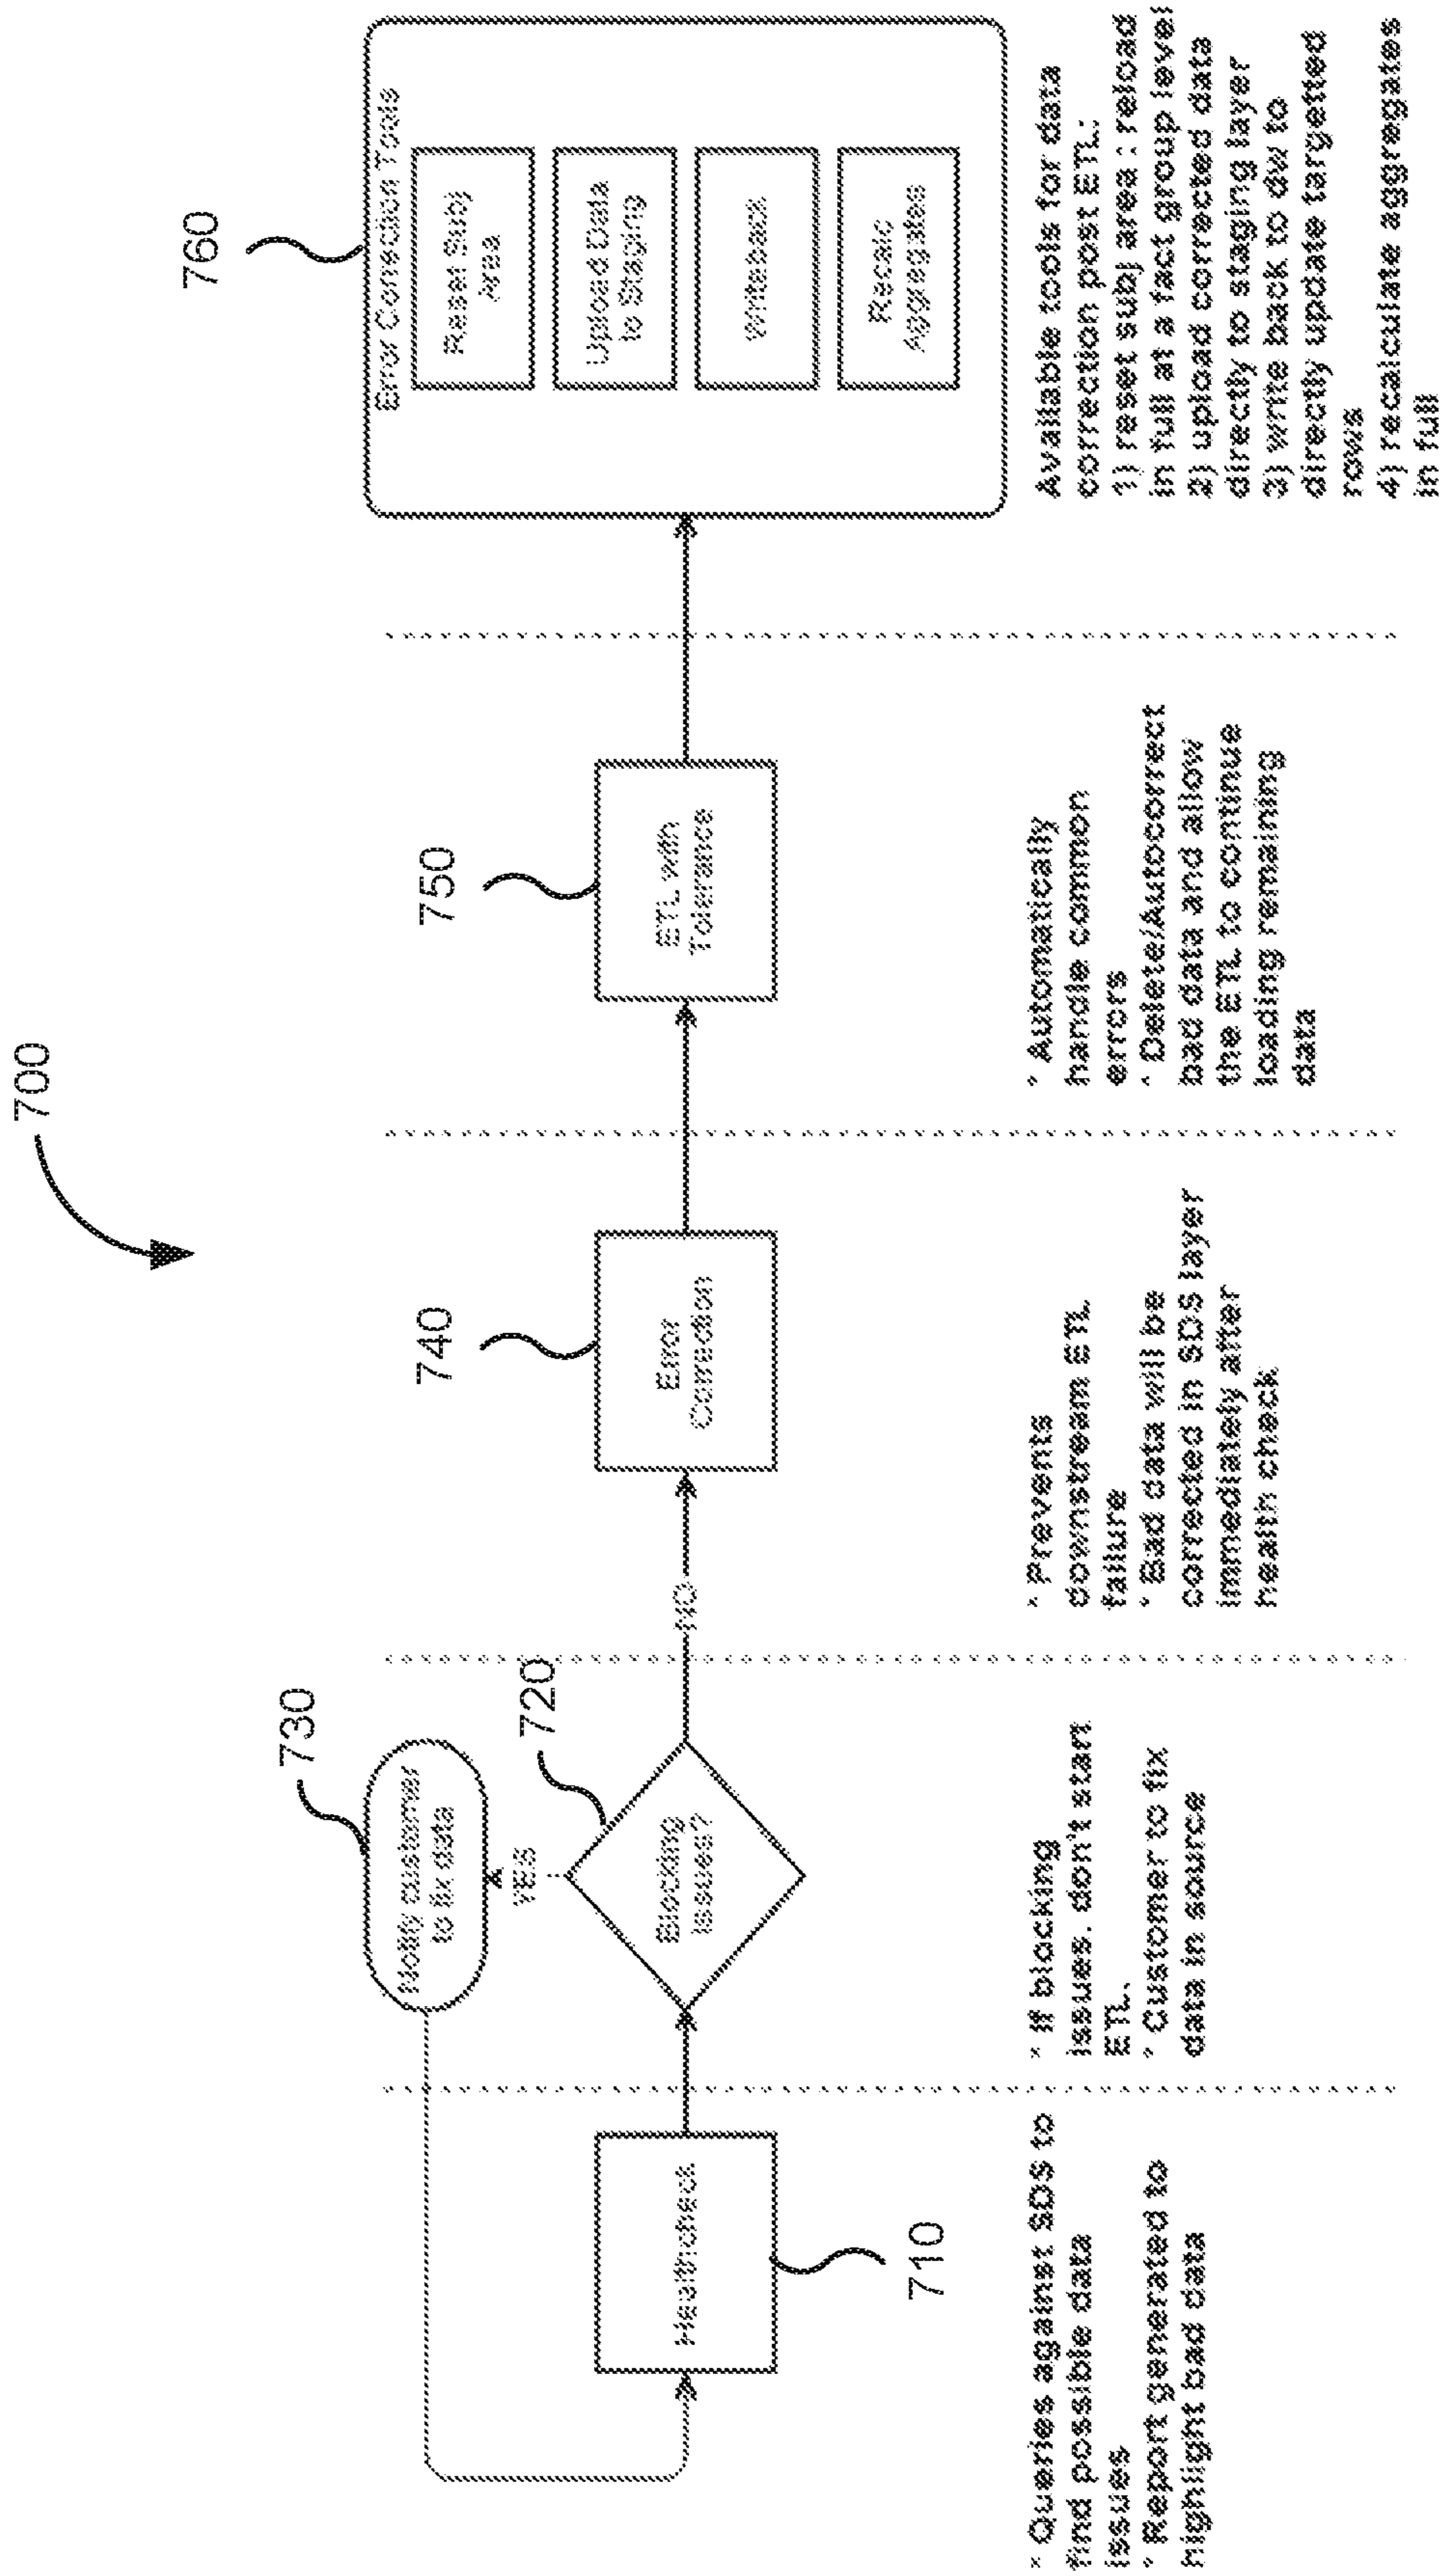 700
710
Healthcheck
720
Blocking
Issues?
YES
NO
730
Notify customer
to fix data
740
Error
Correction
750
ETL with
Tolerance
760
Error Correction Tools
Reset Subj
Area
Upload Data
to Staging
Writeback
Recalc
Aggregates
* Queries against SDS to
find possible data
issues
* Report generated to
highlight bad data
* If blocking
issues, don't start
ETL.
* Customer to fix
data in source
* Prevents
downstream ETL
failure
* Bad data will be
corrected in SDS layer
immediately after
health check
* Automatically
handle common
errors
* Delete/Autocorrect
bad data and allow
the ETL to continue
loading remaining
data
Available tools for data
correction post ETL:
1) reset subj area : reload
in full at a fact group level
2) upload corrected data
directly to staging layer
3) write back to dw to
directly update targetted
rows
4) recalculate aggregates
in full